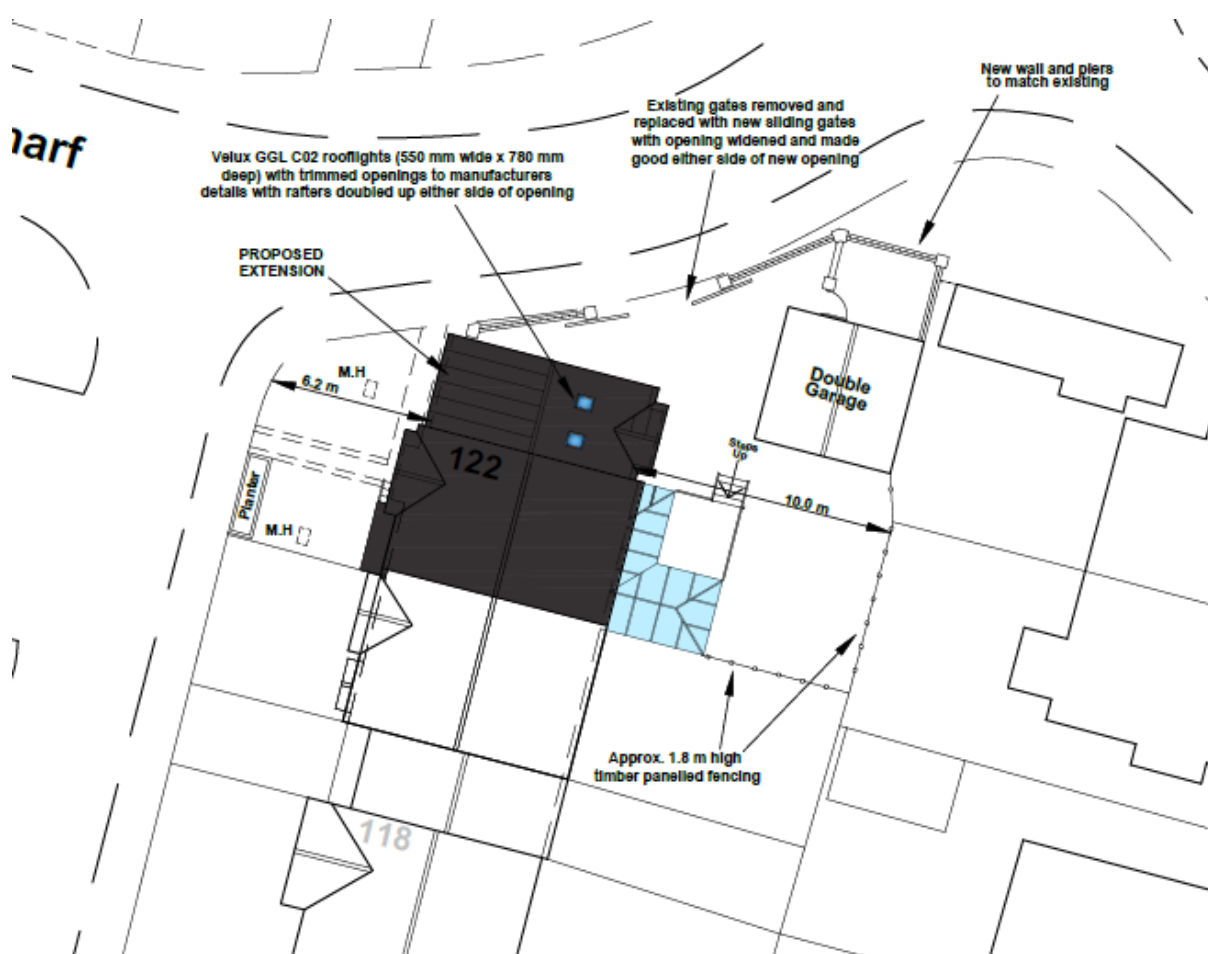 New wall and piers
to match existing
Existing gates removed and
replaced with new sliding gates
with opening widened and made
good either side of new opening
harf
Velux GGL C02 rooflights (550 mm wide x 780 mm
deep) with trimmed openings to manufacturers
details with rafters doubled up either side of opening
PROPOSED
EXTENSION
M.H
6.2 m
Double
Garage
122
Steps
Up
10.0 m
Planter
M.H
Approx. 1.8 m high
timber panelled fencing
118